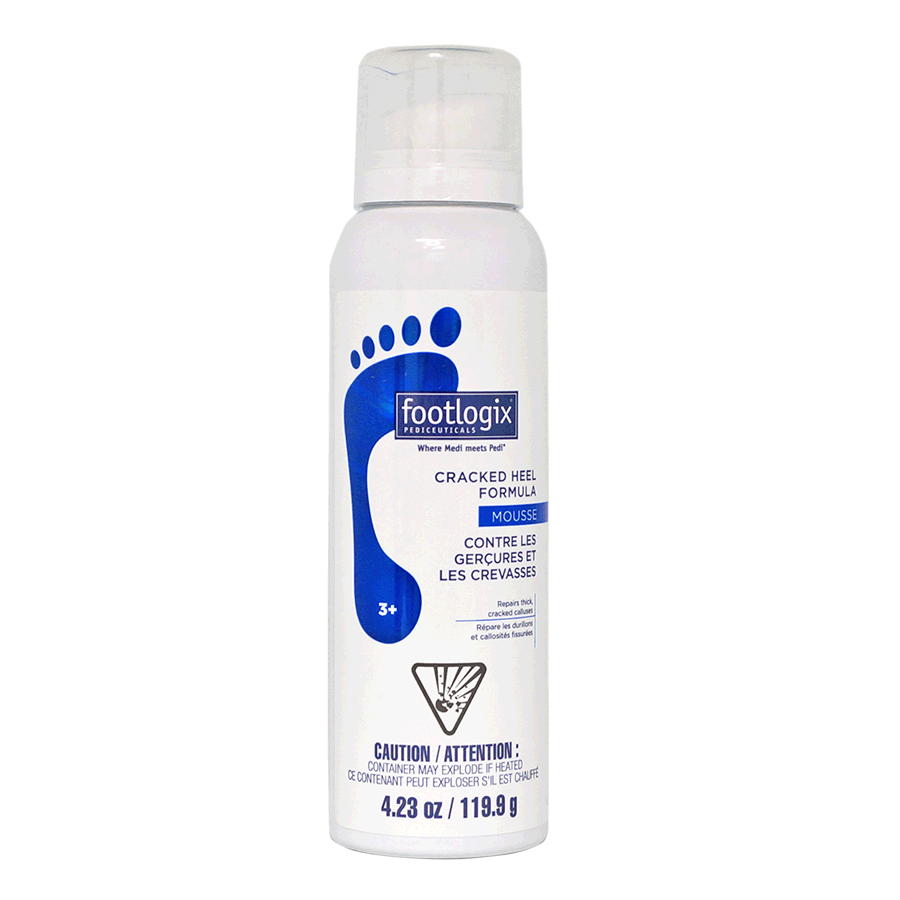 footlogix
PEDICEUTICALS
Where Medi meets Pedi
CRACKED HEEL
FORMULA
MOUSSE
CONTRE LES
GERÇURES ET
LES CREVASSES
Repairs thick,
cracked calluses
Répare les durillons
et callosités fissurées
3+
CAUTION / ATTENTION :
CONTAINER MAY EXPLODE IF HEATED
CE CONTENANT PEUT EXPLOSER S'IL EST CHAUFFÉ
4.23 oz / 119.9 g